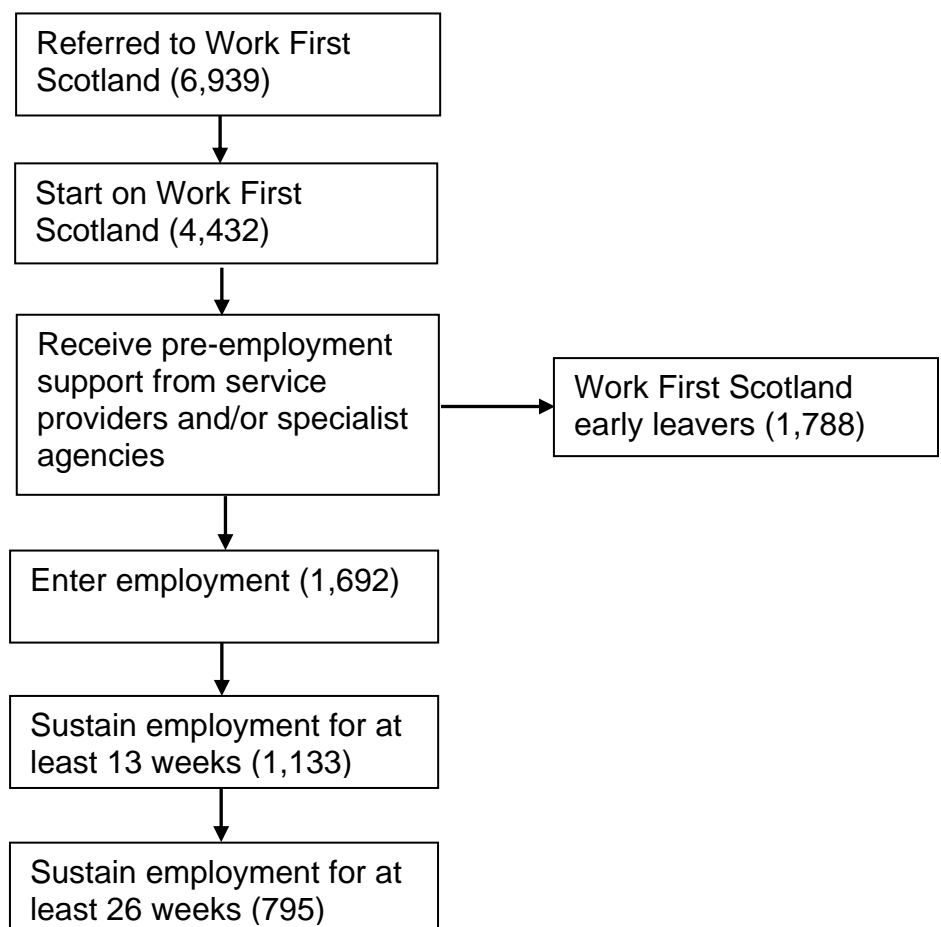 Referred to Work First
Scotland (6,939)
Start on Work First
Scotland (4,432)
Receive pre-employment
support from service
providers and/or specialist
agencies
Work First Scotland
early leavers (1,788)
Enter employment (1,692)
Sustain employment for at
least 13 weeks (1,133)
Sustain employment for at
least 26 weeks (795)